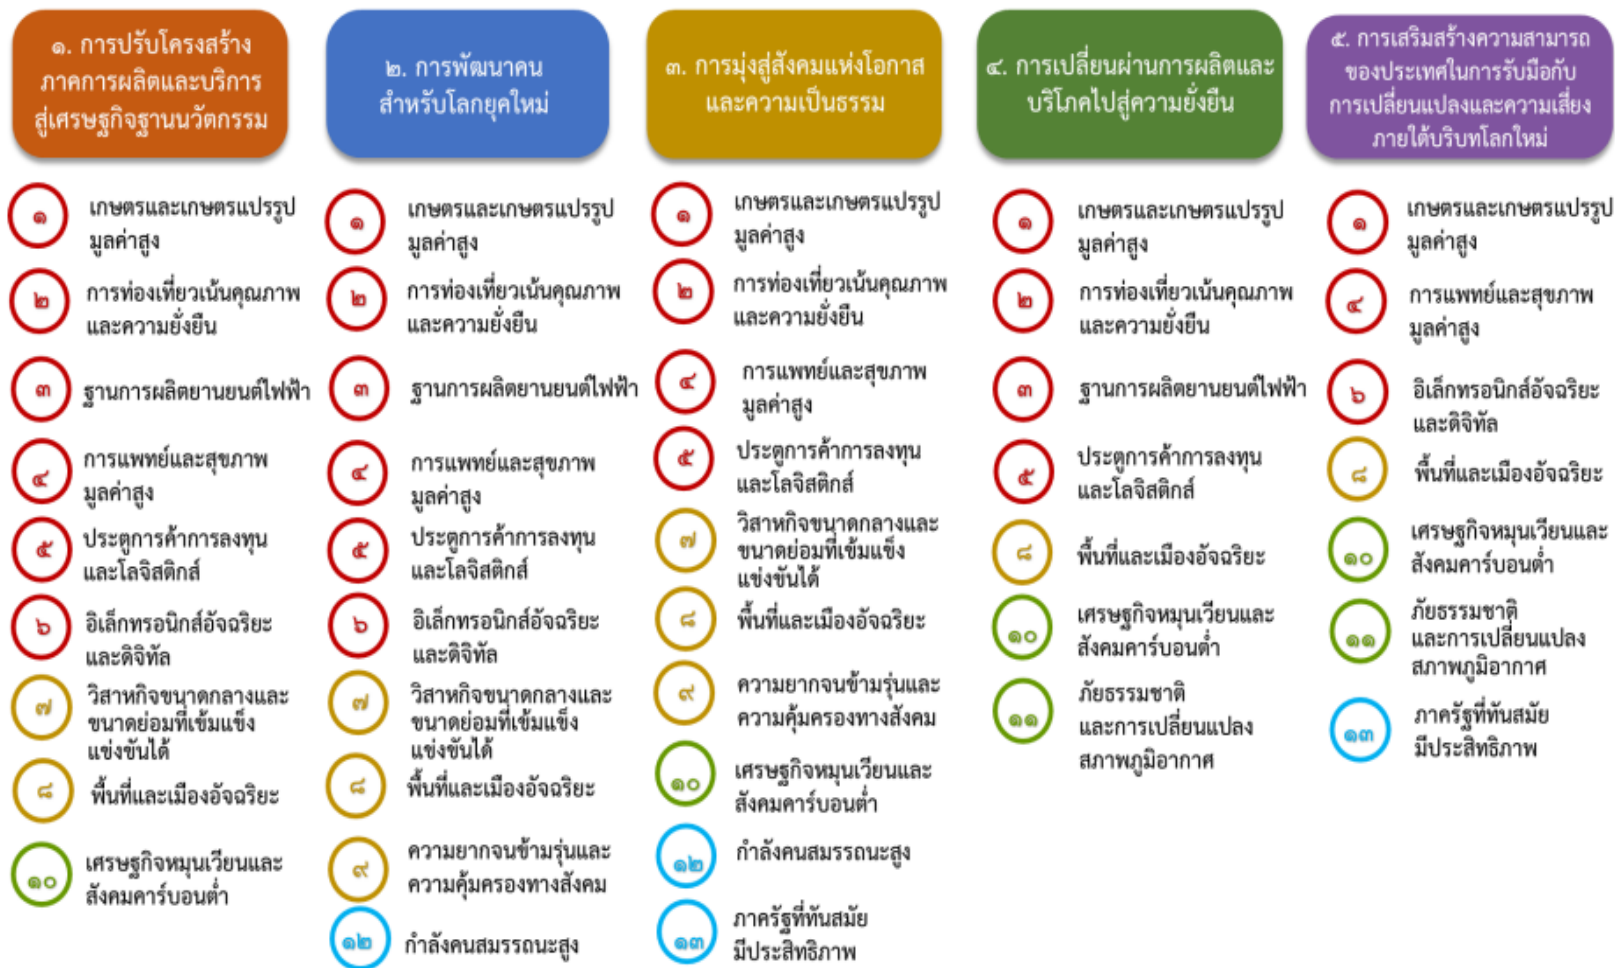 ๑. การปรับโครงสร้าง
ภาคการผลิตและบริการ
สู่เศรษฐกิจฐานนวัตกรรม
๑
เกษตรและเกษตรแปรรูป
มูลค่าสูง
๒
การท่องเที่ยวเน้นคุณภาพ
และความยั่งยืน
๓
ฐานการผลิตยานยนต์ไฟฟ้า
๔
การแพทย์และสุขภาพ
มูลค่าสูง
๕
ประตูการค้าการลงทุน
และโลจิสติกส์
๖
อิเล็กทรอนิกส์อัจฉริยะ
และดิจิทัล
๗
วิสาหกิจขนาดกลางและ
ขนาดย่อมที่เข้มแข็ง
แข่งขันได้
๘
พื้นที่และเมืองอัจฉริยะ
๑๐
เศรษฐกิจหมุนเวียนและ
สังคมคาร์บอนต่ำ
๒. การพัฒนาคน
สำหรับโลกยุคใหม่
๑
เกษตรและเกษตรแปรรูป
มูลค่าสูง
๒
การท่องเที่ยวเน้นคุณภาพ
และความยั่งยืน
๓
ฐานการผลิตยานยนต์ไฟฟ้า
๔
การแพทย์และสุขภาพ
มูลค่าสูง
๕
ประตูการค้าการลงทุน
และโลจิสติกส์
๖
อิเล็กทรอนิกส์อัจฉริยะ
และดิจิทัล
๗
วิสาหกิจขนาดกลางและ
ขนาดย่อมที่เข้มแข็ง
แข่งขันได้
๘
พื้นที่และเมืองอัจฉริยะ
๙
ความยากจนข้ามรุ่นและ
ความคุ้มครองทางสังคม
๑๒
กำลังคนสมรรถนะสูง
๓. การมุ่งสู่สังคมแห่งโอกาส
และความเป็นธรรม
๑
เกษตรและเกษตรแปรรูป
มูลค่าสูง
๒
การท่องเที่ยวเน้นคุณภาพ
และความยั่งยืน
๔
การแพทย์และสุขภาพ
มูลค่าสูง
๕
ประตูการค้าการลงทุน
และโลจิสติกส์
๗
วิสาหกิจขนาดกลางและ
ขนาดย่อมที่เข้มแข็ง
แข่งขันได้
๘
พื้นที่และเมืองอัจฉริยะ
๙
ความยากจนข้ามรุ่นและ
ความคุ้มครองทางสังคม
๑๐
เศรษฐกิจหมุนเวียนและ
สังคมคาร์บอนต่ำ
๑๒
กำลังคนสมรรถนะสูง
๑๓
ภาครัฐที่ทันสมัย
มีประสิทธิภาพ
๔. การเปลี่ยนผ่านการผลิตและ
บริโภคไปสู่ความยั่งยืน
๑
เกษตรและเกษตรแปรรูป
มูลค่าสูง
๒
การท่องเที่ยวเน้นคุณภาพ
และความยั่งยืน
๓
ฐานการผลิตยานยนต์ไฟฟ้า
๕
ประตูการค้าการลงทุน
และโลจิสติกส์
๘
พื้นที่และเมืองอัจฉริยะ
๑๐
เศรษฐกิจหมุนเวียนและ
สังคมคาร์บอนต่ำ
๑๑
ภัยธรรมชาติ
และการเปลี่ยนแปลง
สภาพภูมิอากาศ
๕. การเสริมสร้างความสามารถ
ของประเทศในการรับมือกับ
การเปลี่ยนแปลงและความเสี่ยง
ภายใต้บริบทโลกใหม่
๑
เกษตรและเกษตรแปรรูป
มูลค่าสูง
๔
การแพทย์และสุขภาพ
มูลค่าสูง
๖
อิเล็กทรอนิกส์อัจฉริยะ
และดิจิทัล
๘
พื้นที่และเมืองอัจฉริยะ
๑๐
เศรษฐกิจหมุนเวียนและ
สังคมคาร์บอนต่ำ
๑๑
ภัยธรรมชาติ
และการเปลี่ยนแปลง
สภาพภูมิอากาศ
๑๓
ภาครัฐที่ทันสมัย
มีประสิทธิภาพ